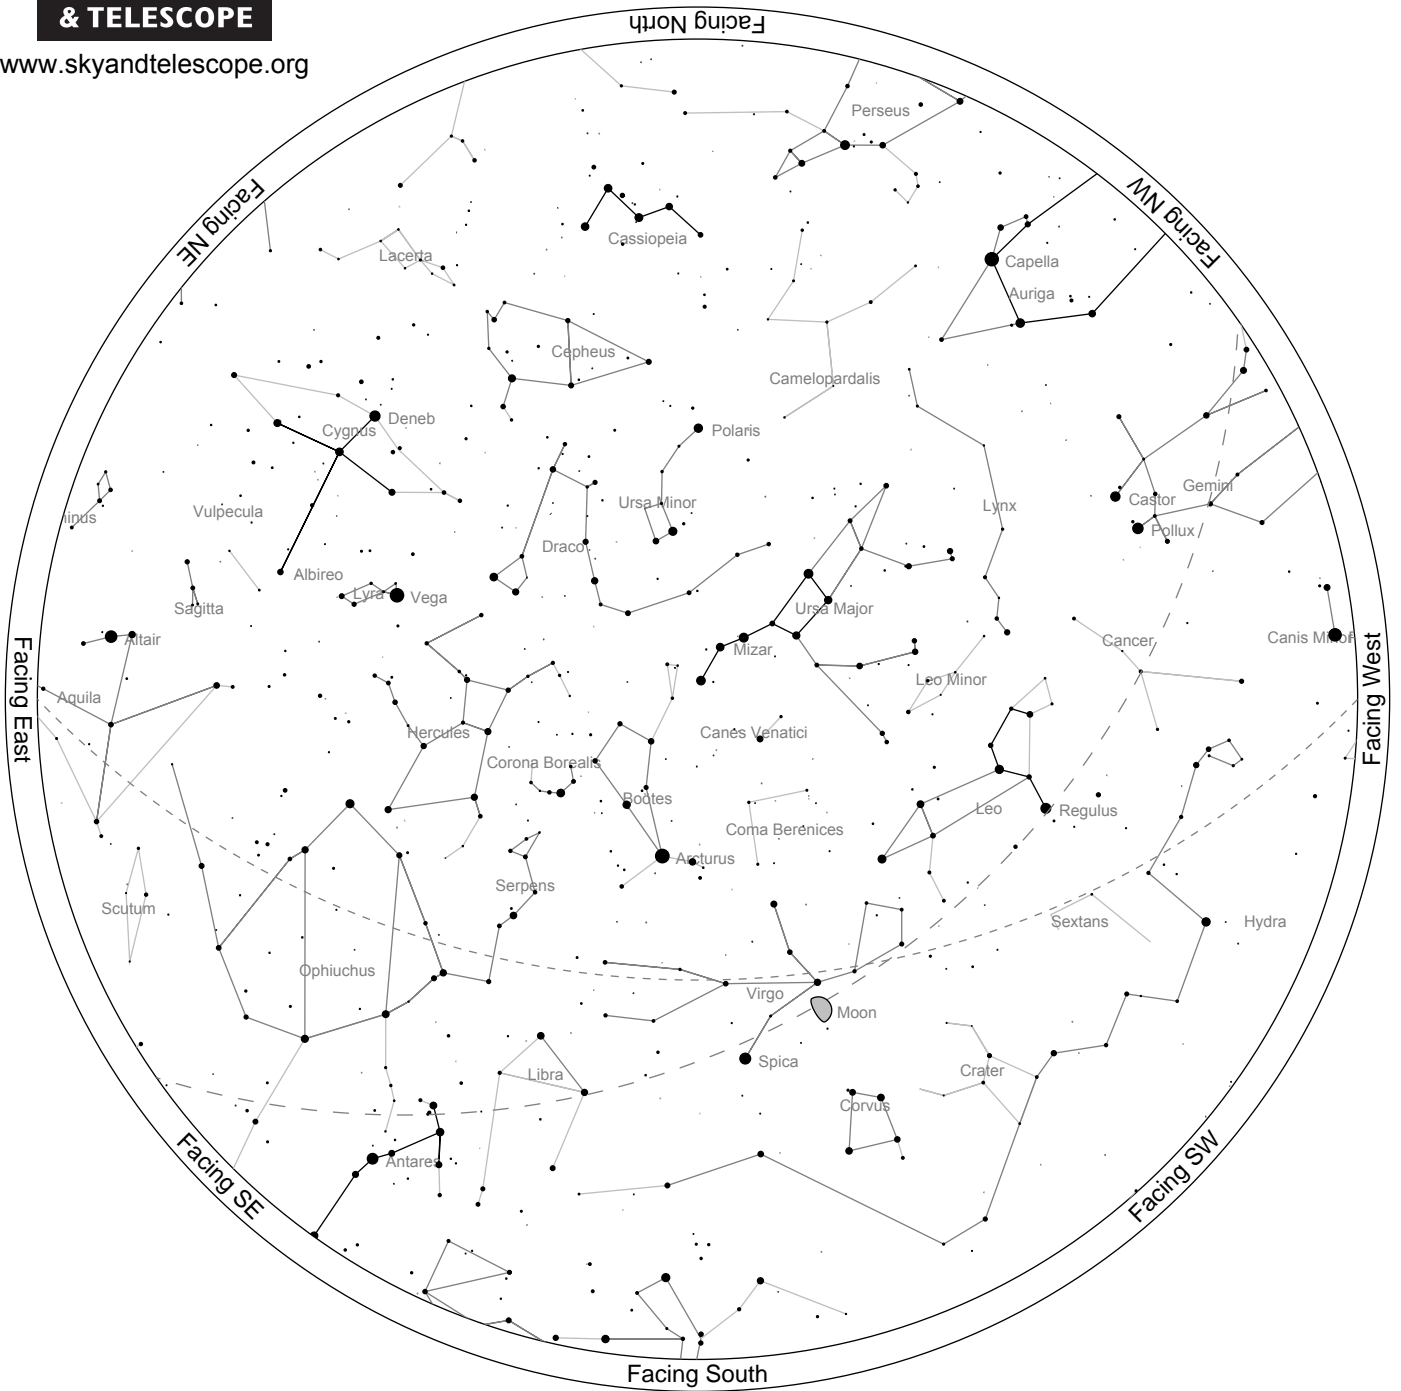 & TELESCOPE
www.skyandtelescope.org
Facing North
Perseus
Facing NE
Facing NW
Cassiopeia
Lacerta
Capella
Auriga
Cepheus
Camelopardalis
Deneb
Cygnus
Polaris
Gemini
Castor
Ursa Minor
Lynx
Vulpecula
inus
Pollux
Draco
Albireo
Lyra
Vega
Sagitta
Ursa Major
Altair
Mizar
Cancer
Canis Minor
Leo Minor
Aquila
Facing East
Facing West
Hercules
Canes Venatici
Corona Borealis
Bootes
Leo
Regulus
Coma Berenices
Arcturus
Serpens
Scutum
Sextans
Hydra
Ophiuchus
Virgo
Moon
Spica
Libra
Crater
Corvus
Antares
Facing SE
Facing SW
Facing South